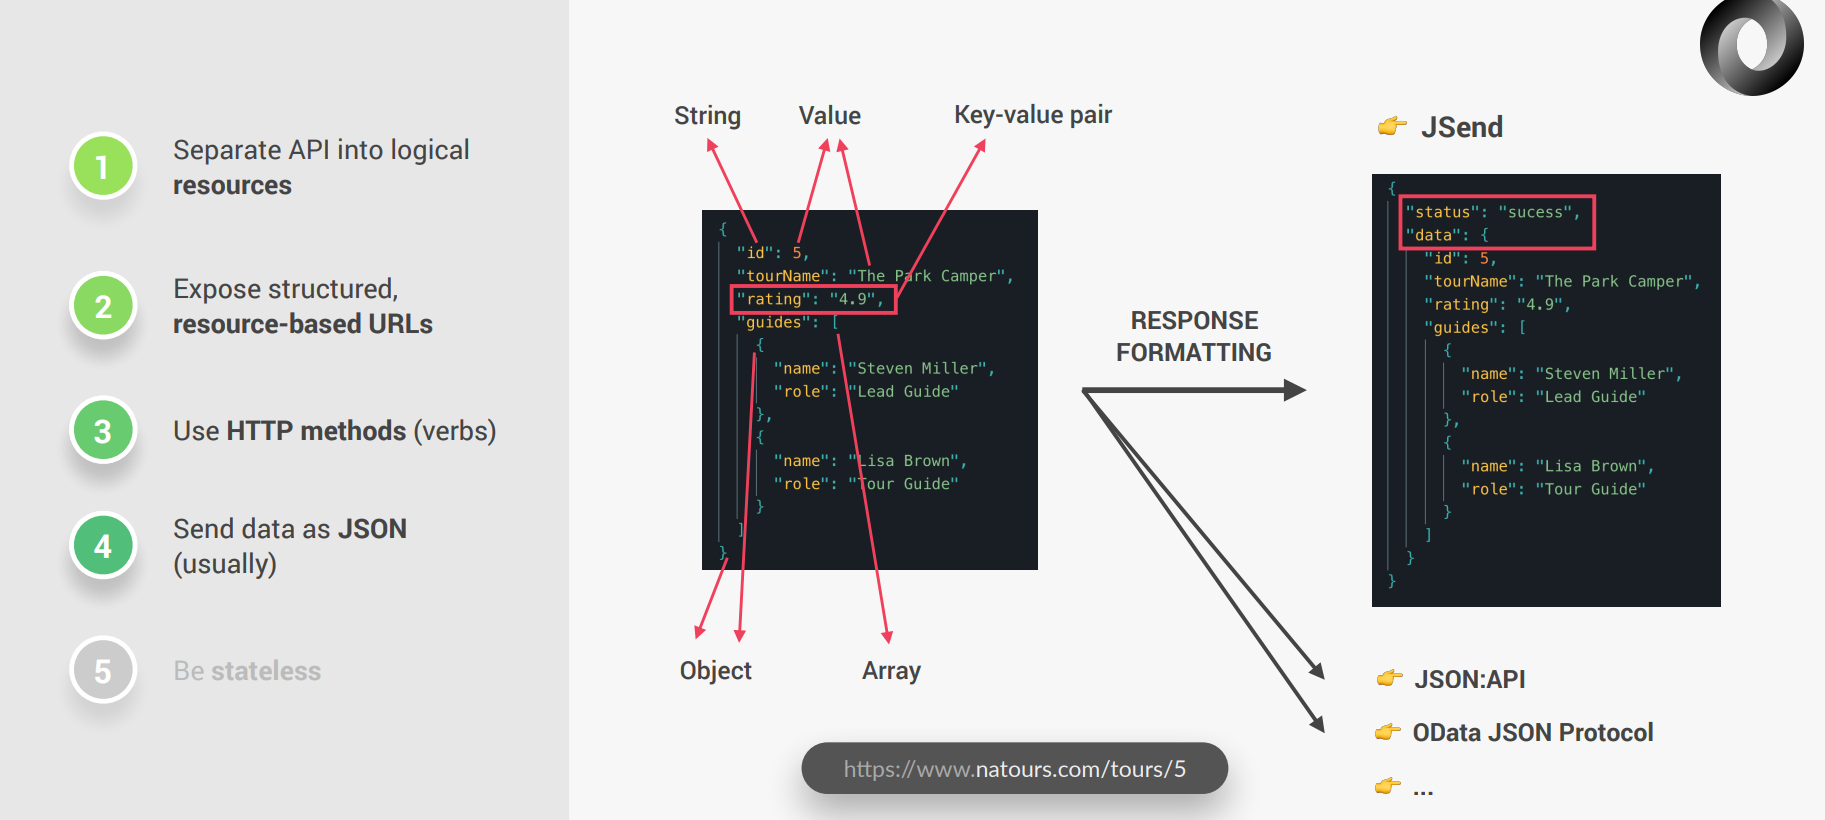 1
Separate API into logical
resources
2
Expose structured,
resource-based URLs
3
Use HTTP methods (verbs)
4
Send data as JSON
(usually)
5
Be stateless
String
Value
Key-value pair
{
"id": 5,
"tourName": "The Park Camper",
"rating": "4.9",
"guides": [
{
"name": "Steven Miller",
"role": "Lead Guide"
},
{
"name": "Lisa Brown",
"role": "Tour Guide"
}
]
}
Object
Array
https://www.natours.com/tours/5
RESPONSE
FORMATTING
👉 JSend
{
"status": "sucess",
"data": {
"id": 5,
"tourName": "The Park Camper",
"rating": "4.9",
"guides": [
{
"name": "Steven Miller",
"role": "Lead Guide"
},
{
"name": "Lisa Brown",
"role": "Tour Guide"
}
]
}
}
👉 JSON:API
👉 OData JSON Protocol
👉 ...